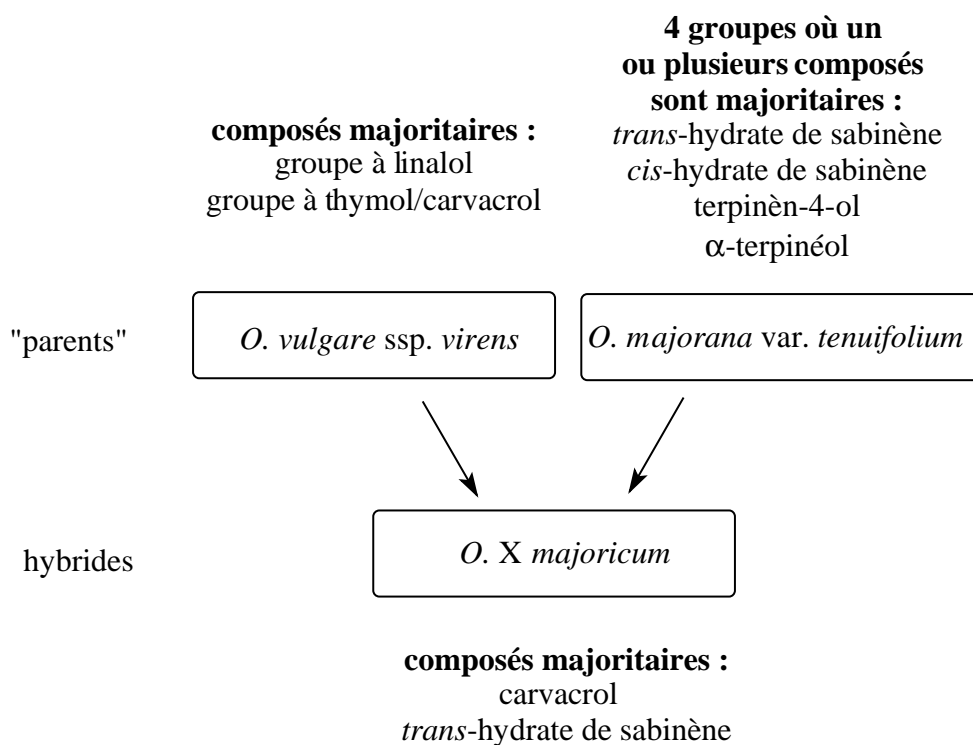 4 groupes où un
ou plusieurs composés
sont majoritaires :
trans-hydrate de sabinène
cis-hydrate de sabinène
terpinèn-4-ol
α-terpinéol
composés majoritaires :
groupe à linalol
groupe à thymol/carvacrol
"parents"
O. vulgare ssp. virens
O. majorana var. tenuifolium
hybrides
O. X majoricum
composés majoritaires :
carvacrol
trans-hydrate de sabinène